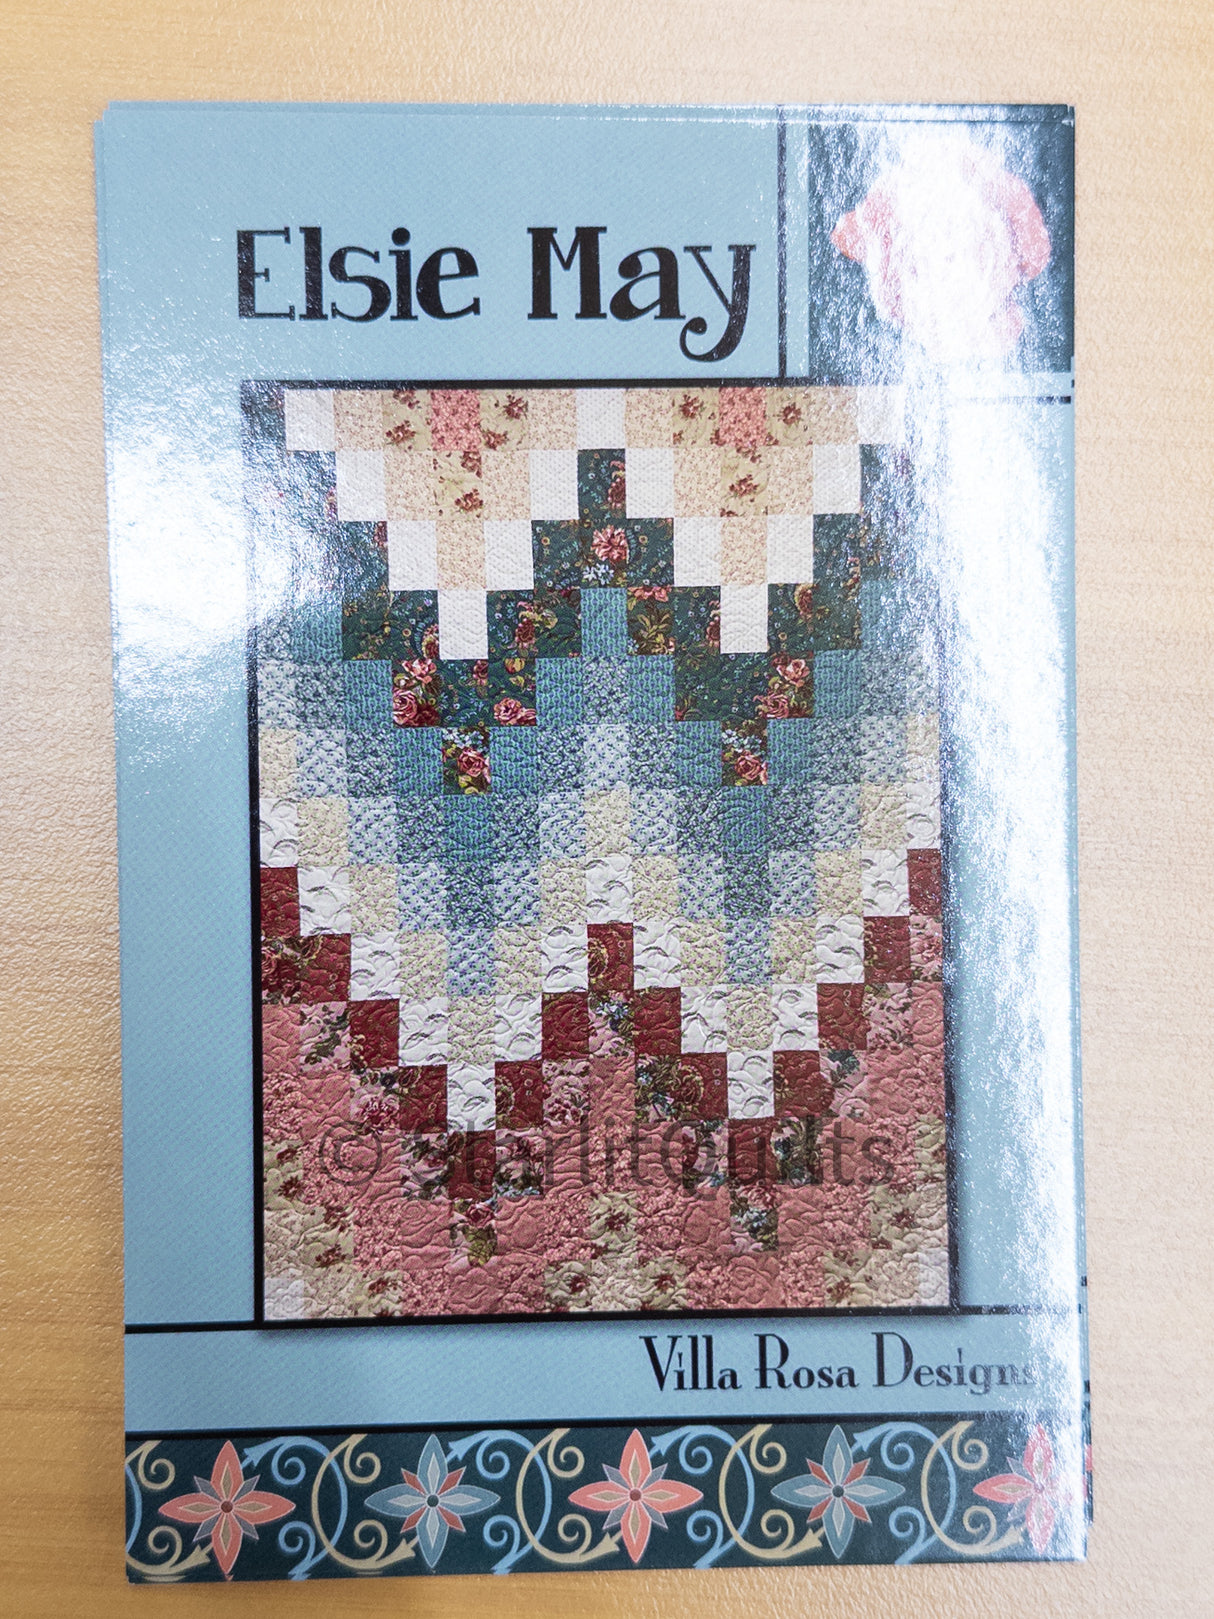 Elsie May
© StarlitQuilts
Villa Rosa Designs